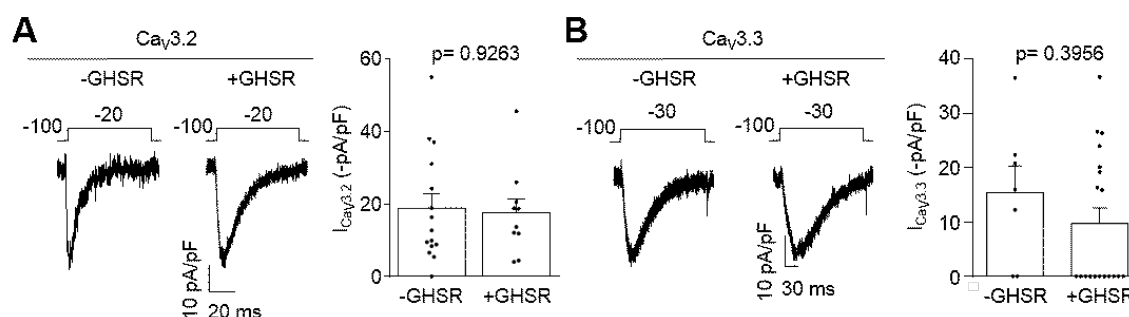 A
Cav3.2
-GHSR
+GHSR
-20
-100
-20
-100
10 pA/pF
20 ms
p= 0.9263
60
40
20
0
ICav3.2 (-pA/pF)
-GHSR
+GHSR
B
Cav3.3
-GHSR
+GHSR
-30
-100
-30
-100
10 pA/pF
30 ms
p= 0.3956
40
30
20
10
0
ICav3.3 (-pA/pF)
-GHSR
+GHSR